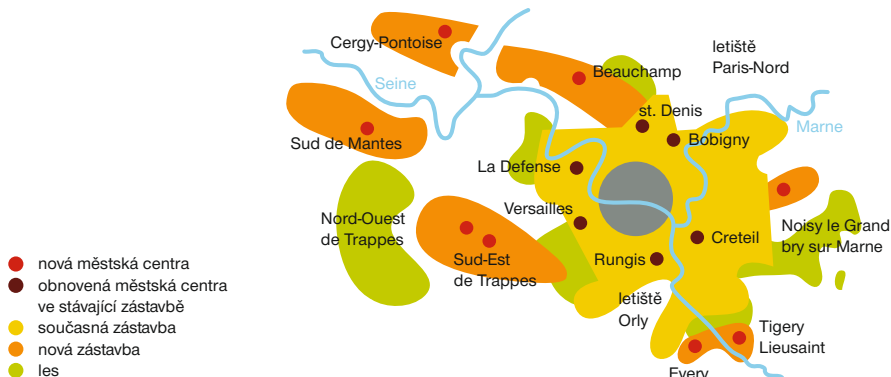 Cergy-Pontoise
letiště
Paris-Nord
Beauchamp
Seine
st. Denis
Marne
Bobigny
Sud de Mantes
La Defense
Nord-Ouest
de Trappes
Versailles
Noisy le Grand
bry sur Marne
Creteil
Sud-Est
de Trappes
Rungis
letiště
Orly
Tigery
Lieusaint
Every
nová městská centra
obnovená městská centra
ve stávající zástavbě
současná zástavba
nová zástavba
les